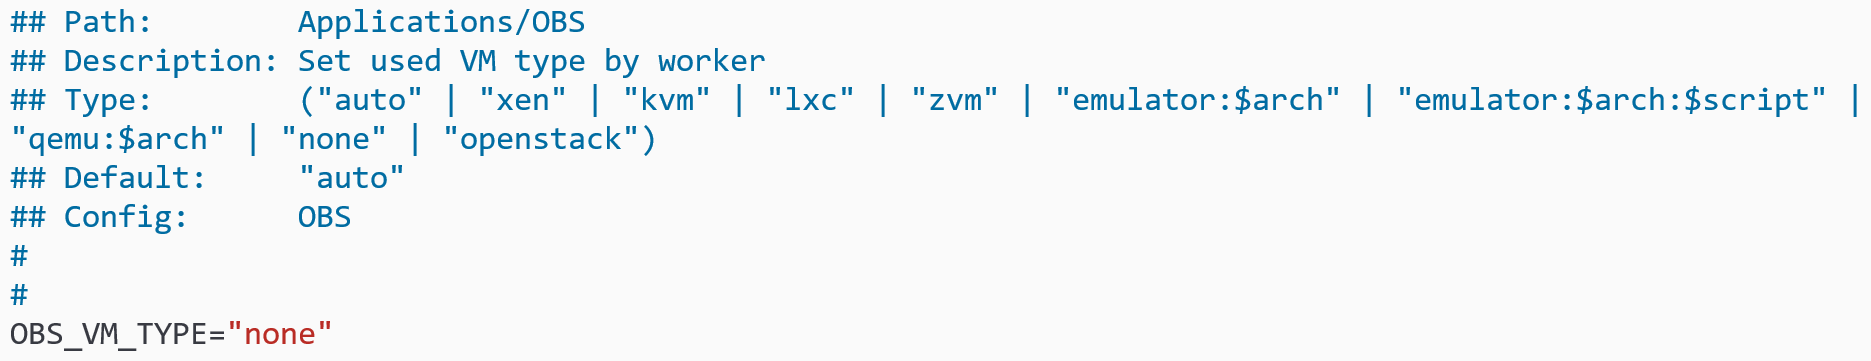 ## Path:        Applications/OBS
## Description: Set used VM type by worker
## Type:        ("auto" | "xen" | "kvm" | "lxc" | "zvm" | "emulator:$arch" | "emulator:$arch:$script" |
"qemu:$arch" | "none" | "openstack")
## Default:     "auto"
## Config:      OBS
#
#
OBS_VM_TYPE="none"